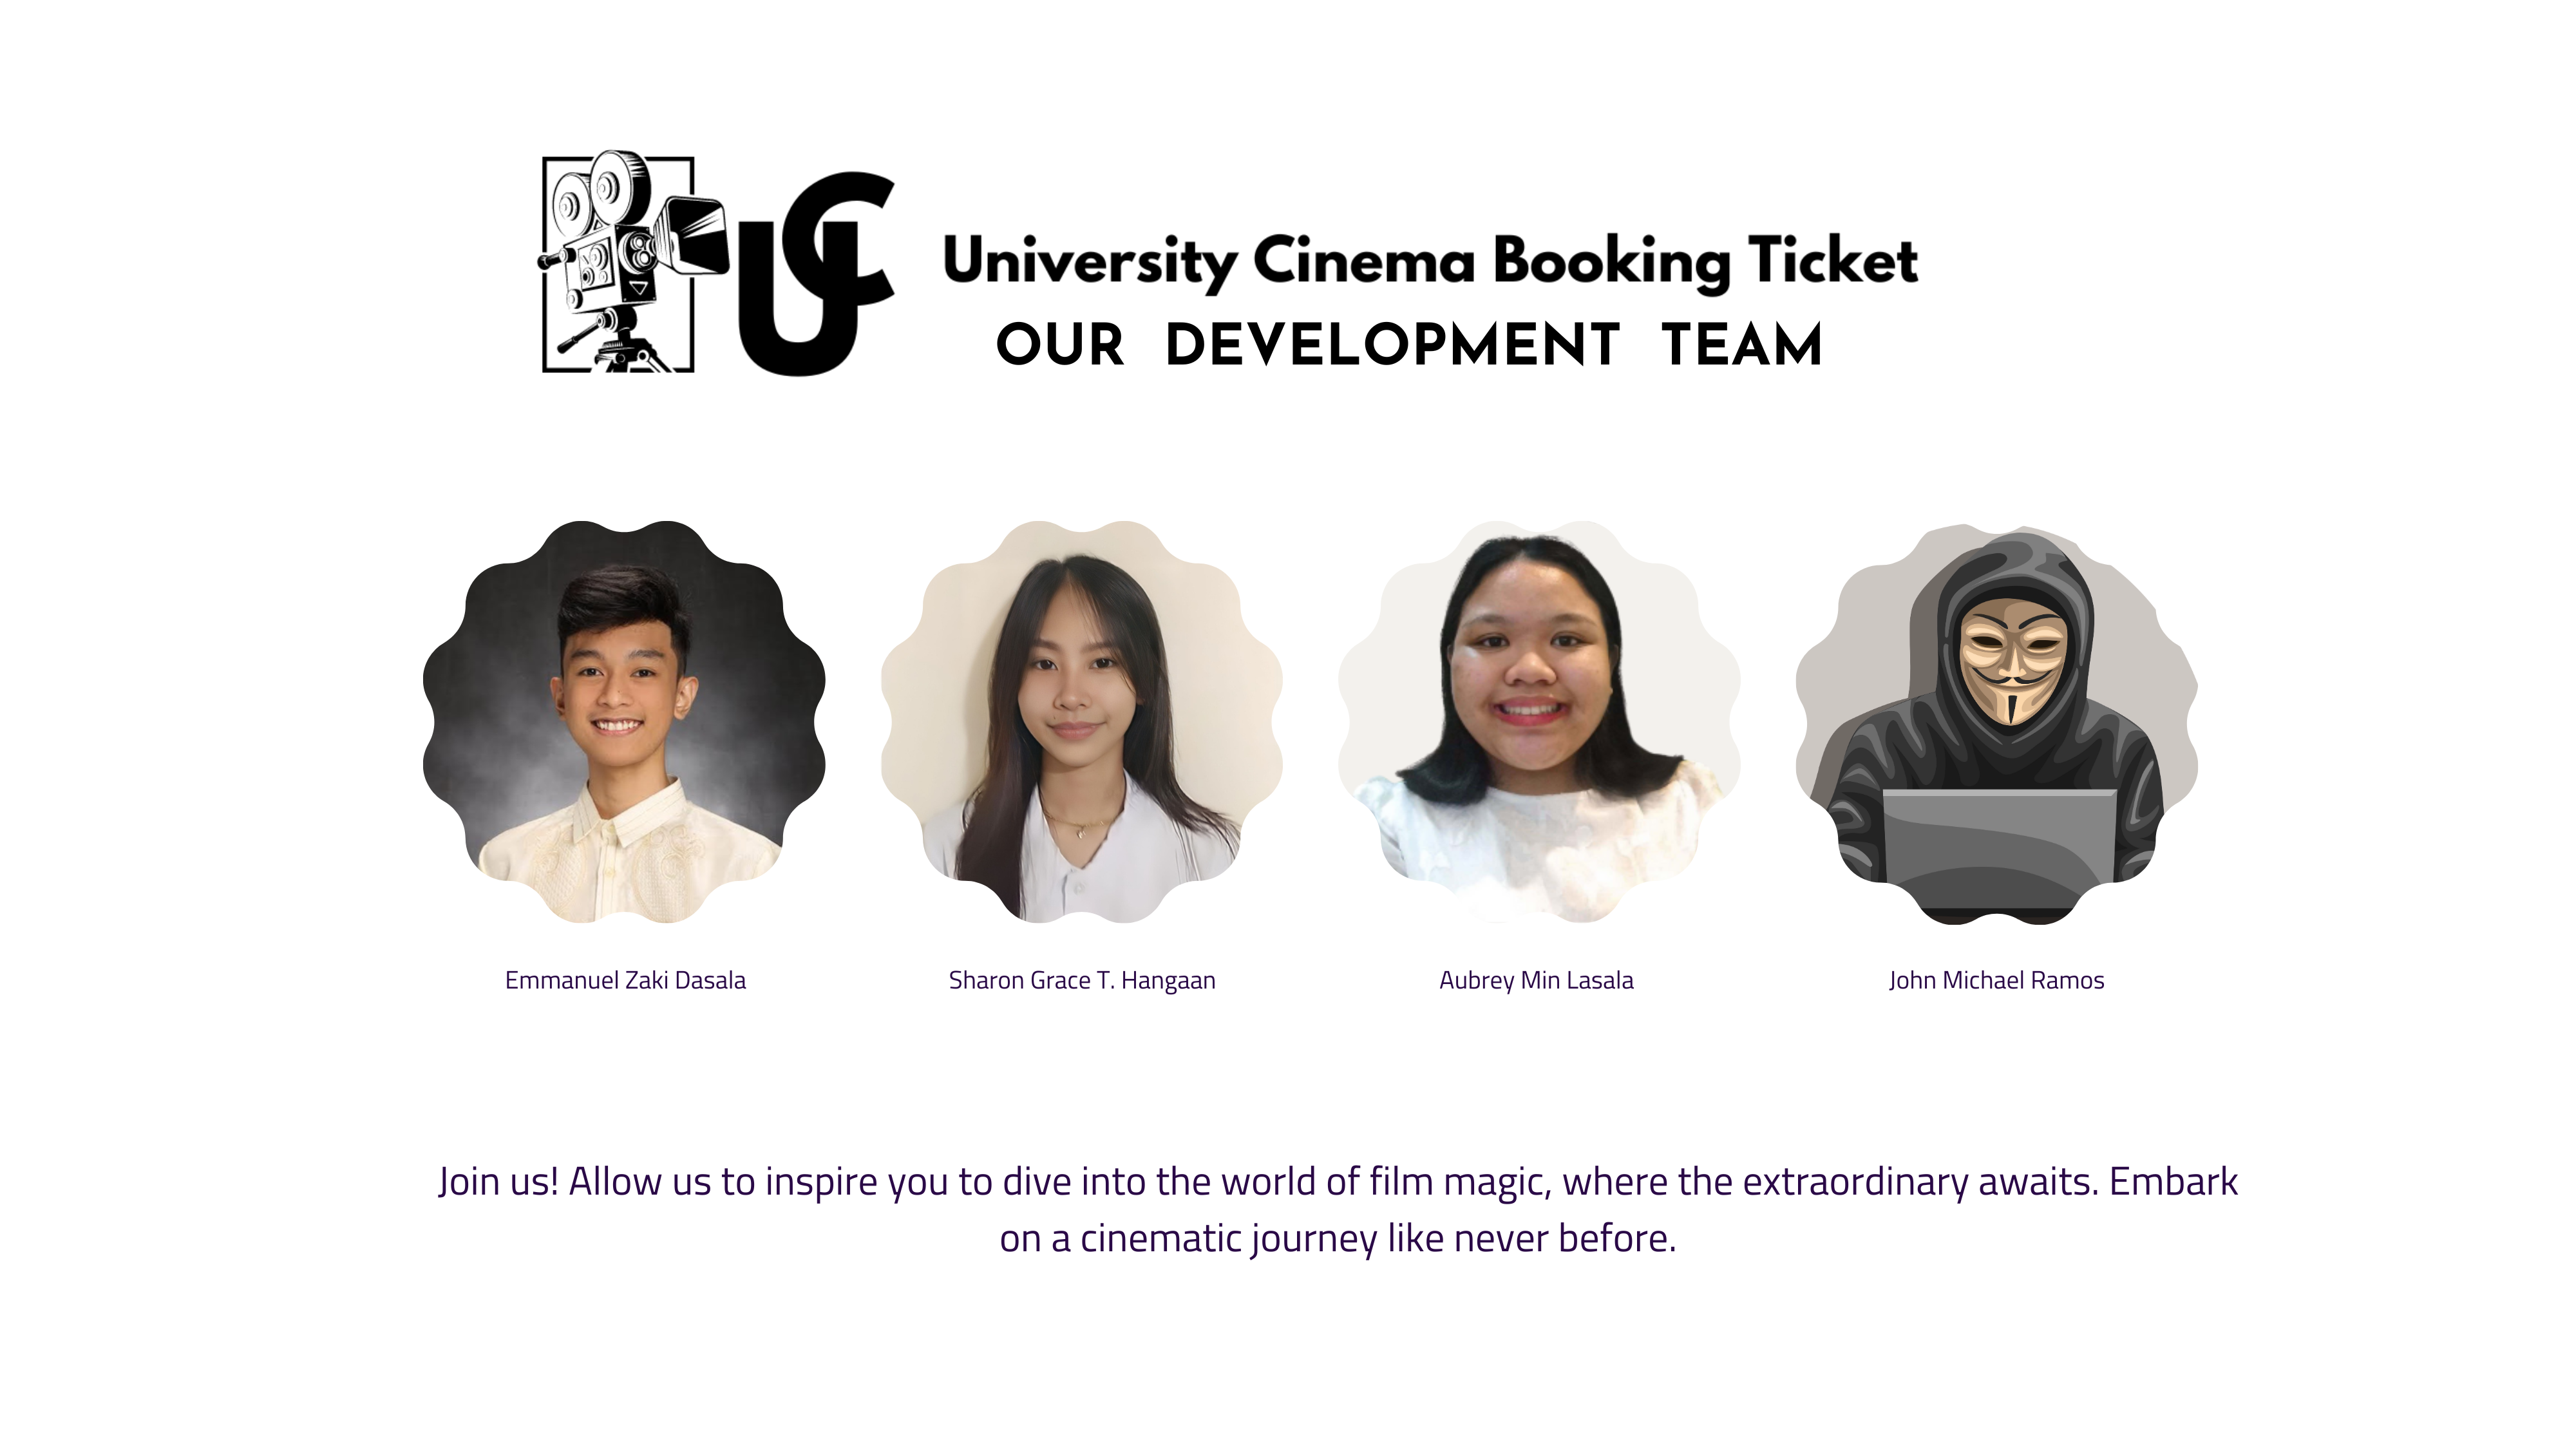 UC
University Cinema Booking Ticket
OUR DEVELOPMENT TEAM
Emmanuel Zaki Dasala
Sharon Grace T. Hangaan
Aubrey Min Lasala
John Michael Ramos
Join us! Allow us to inspire you to dive into the world of film magic, where the extraordinary awaits. Embark
on a cinematic journey like never before.